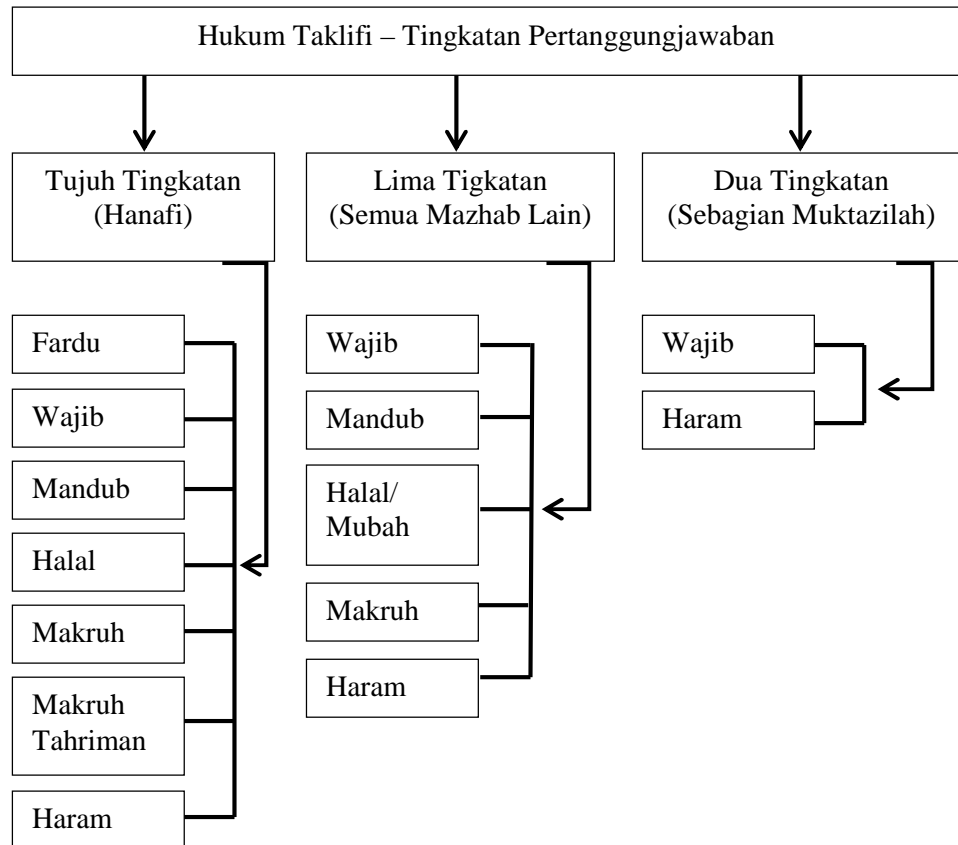 Hukum Taklifi – Tingkatan Pertanggungjawaban
Tujuh Tingkatan
(Hanafi)
Lima Tigkatan
(Semua Mazhab Lain)
Dua Tingkatan
(Sebagian Muktazilah)
Fardu
Wajib
Mandub
Halal
Makruh
Makruh
Tahriman
Haram
Wajib
Mandub
Halal/
Mubah
Makruh
Haram
Wajib
Haram